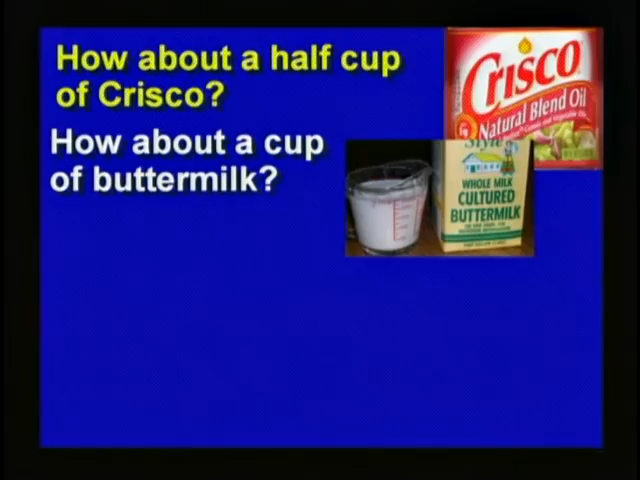 How about a half cup
of Crisco?
How about a cup
of buttermilk?
Crisco
Natural Blend Oil
Style
WHOLE MILK
CULTURED
BUTTERMILK